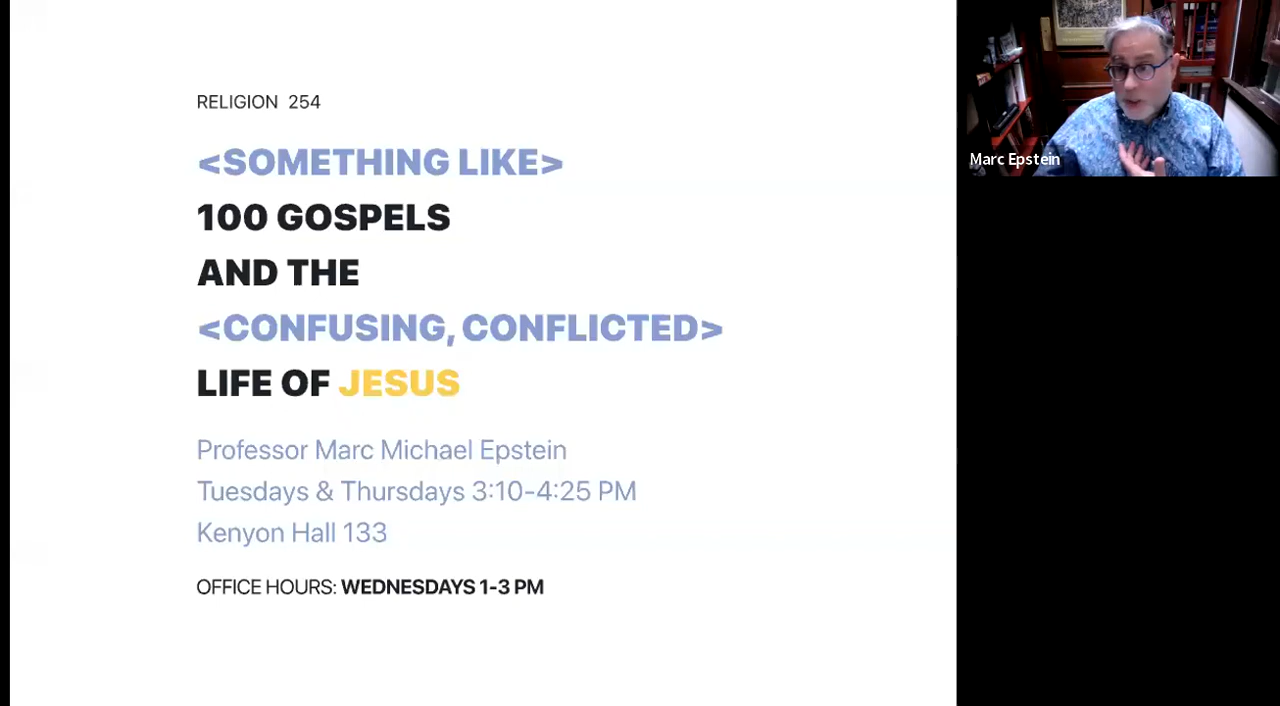 RELIGION 254
<SOMETHING LIKE>
100 GOSPELS
AND THE
<CONFUSING, CONFLICTED>
LIFE OF JESUS
Professor Marc Michael Epstein
Tuesdays & Thursdays 3:10-4:25 PM
Kenyon Hall 133
OFFICE HOURS: WEDNESDAYS 1-3 PM
Marc Epstein